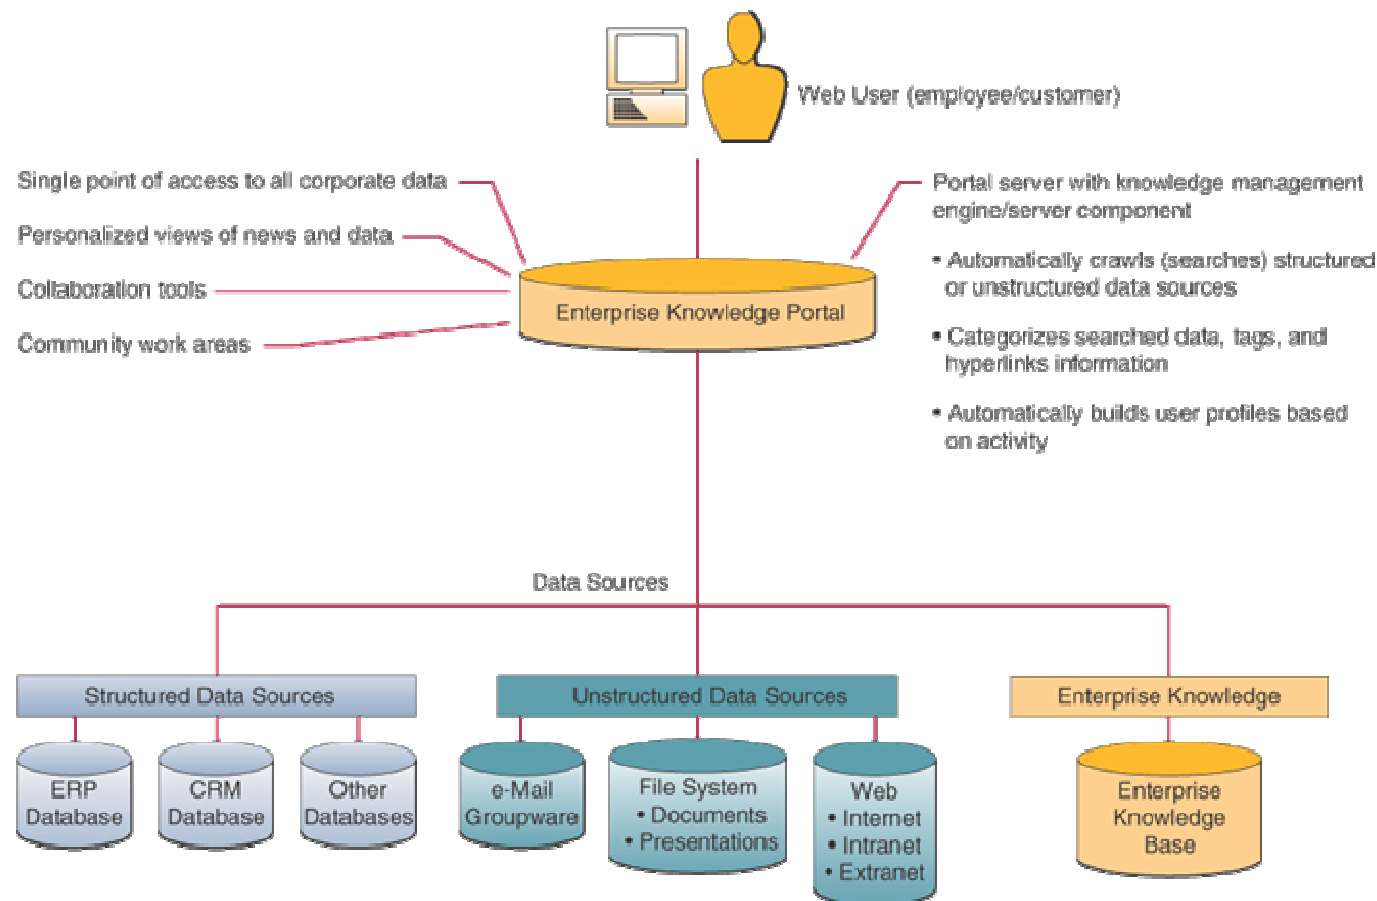 Web User (employee/customer)
Single point of access to all corporate data
Personalized views of news and data
Collaboration tools
Community work areas
Portal server with knowledge management
engine/server component
• Automatically crawls (searches) structured
or unstructured data sources
• Categorizes searched data, tags, and
hyperlinks information
• Automatically builds user profiles based
on activity
Enterprise Knowledge Portal
Data Sources
Structured Data Sources
ERP
Database
CRM
Database
Other
Databases
Unstructured Data Sources
e-Mail
Groupware
File System
• Documents
• Presentations
Web
• Internet
• Intranet
• Extranet
Enterprise Knowledge
Enterprise
Knowledge
Base